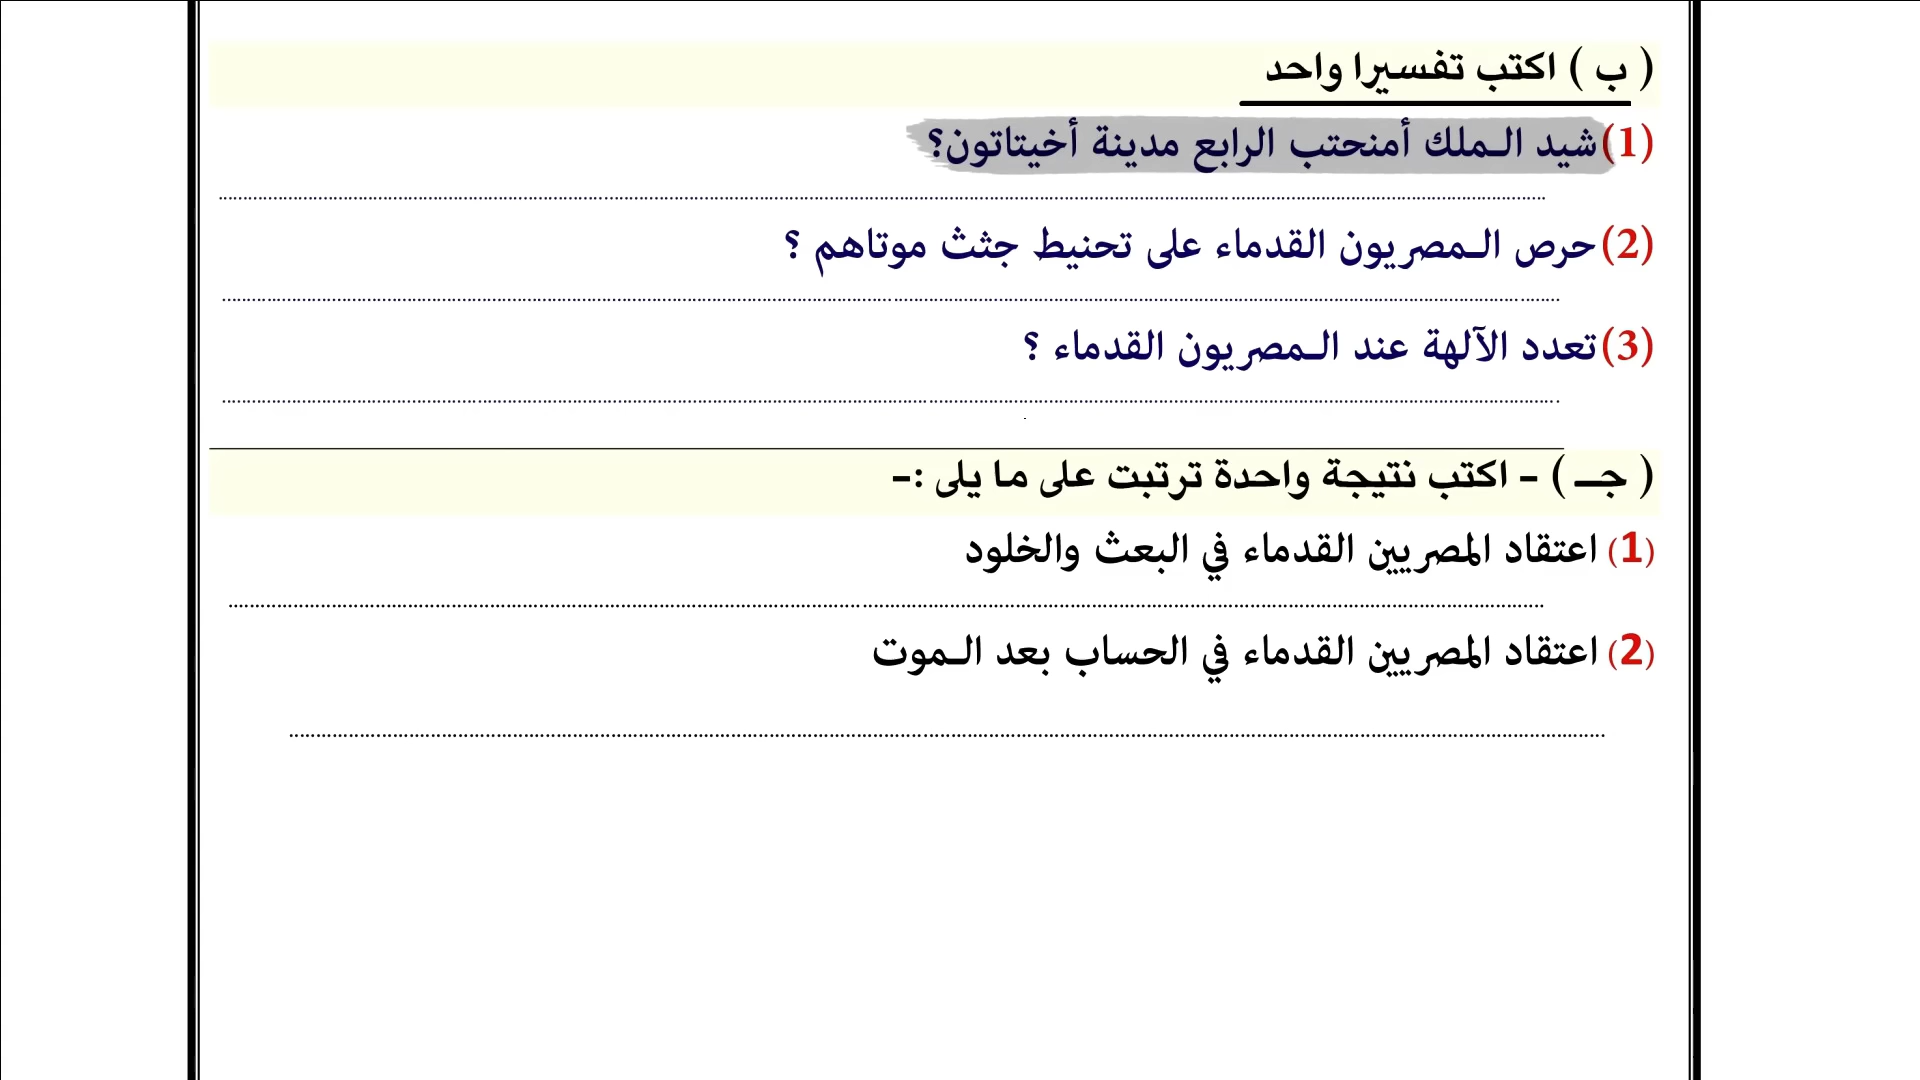 ( ب ) اكتب تفسيرا واحد
(1) شيد الـملك أمنحتب الرابع مدينة أخيتاتون؟
(2) حرص الـمصريون القدماء على تحنيط جثث موتاهم ؟
(3) تعدد الآلهة عند الـمصريون القدماء ؟
( جـ ) - اكتب نتيجة واحدة ترتبت على ما يلى :-
(1) اعتقاد المصريين القدماء في البعث والخلود
(2) اعتقاد المصريين القدماء في الحساب بعد الـموت